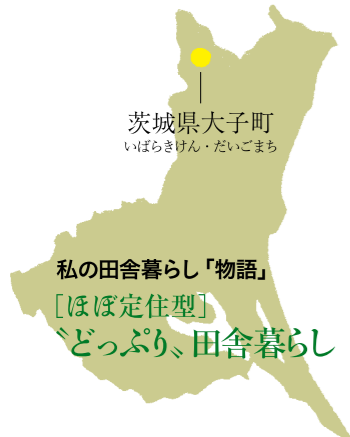 茨城県大子町
いばらきけん・だいごまち
私の田舎暮らし「物語」
［ほぼ定住型］
〝どっぷり〟田舎暮らし